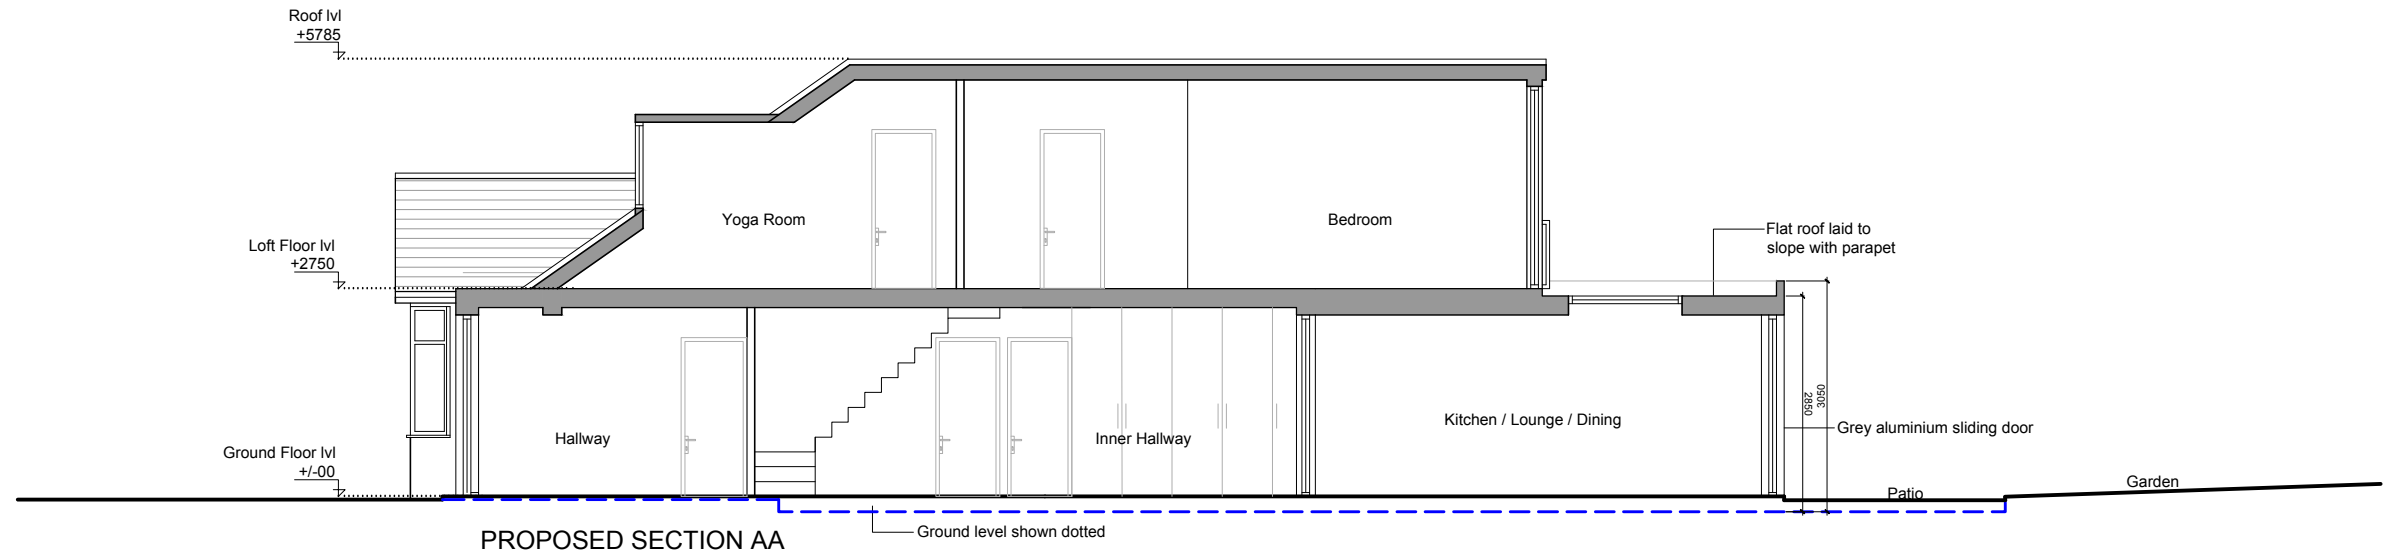 Roof lvl
+5785
Yoga Room
Bedroom
Flat roof laid to
slope with parapet
Loft Floor lvl
+2750
2850
3050
Kitchen / Lounge / Dining
Grey aluminium sliding door
Hallway
Inner Hallway
Ground Floor lvl
+/-00
Garden
Patio
Ground level shown dotted
PROPOSED SECTION AA